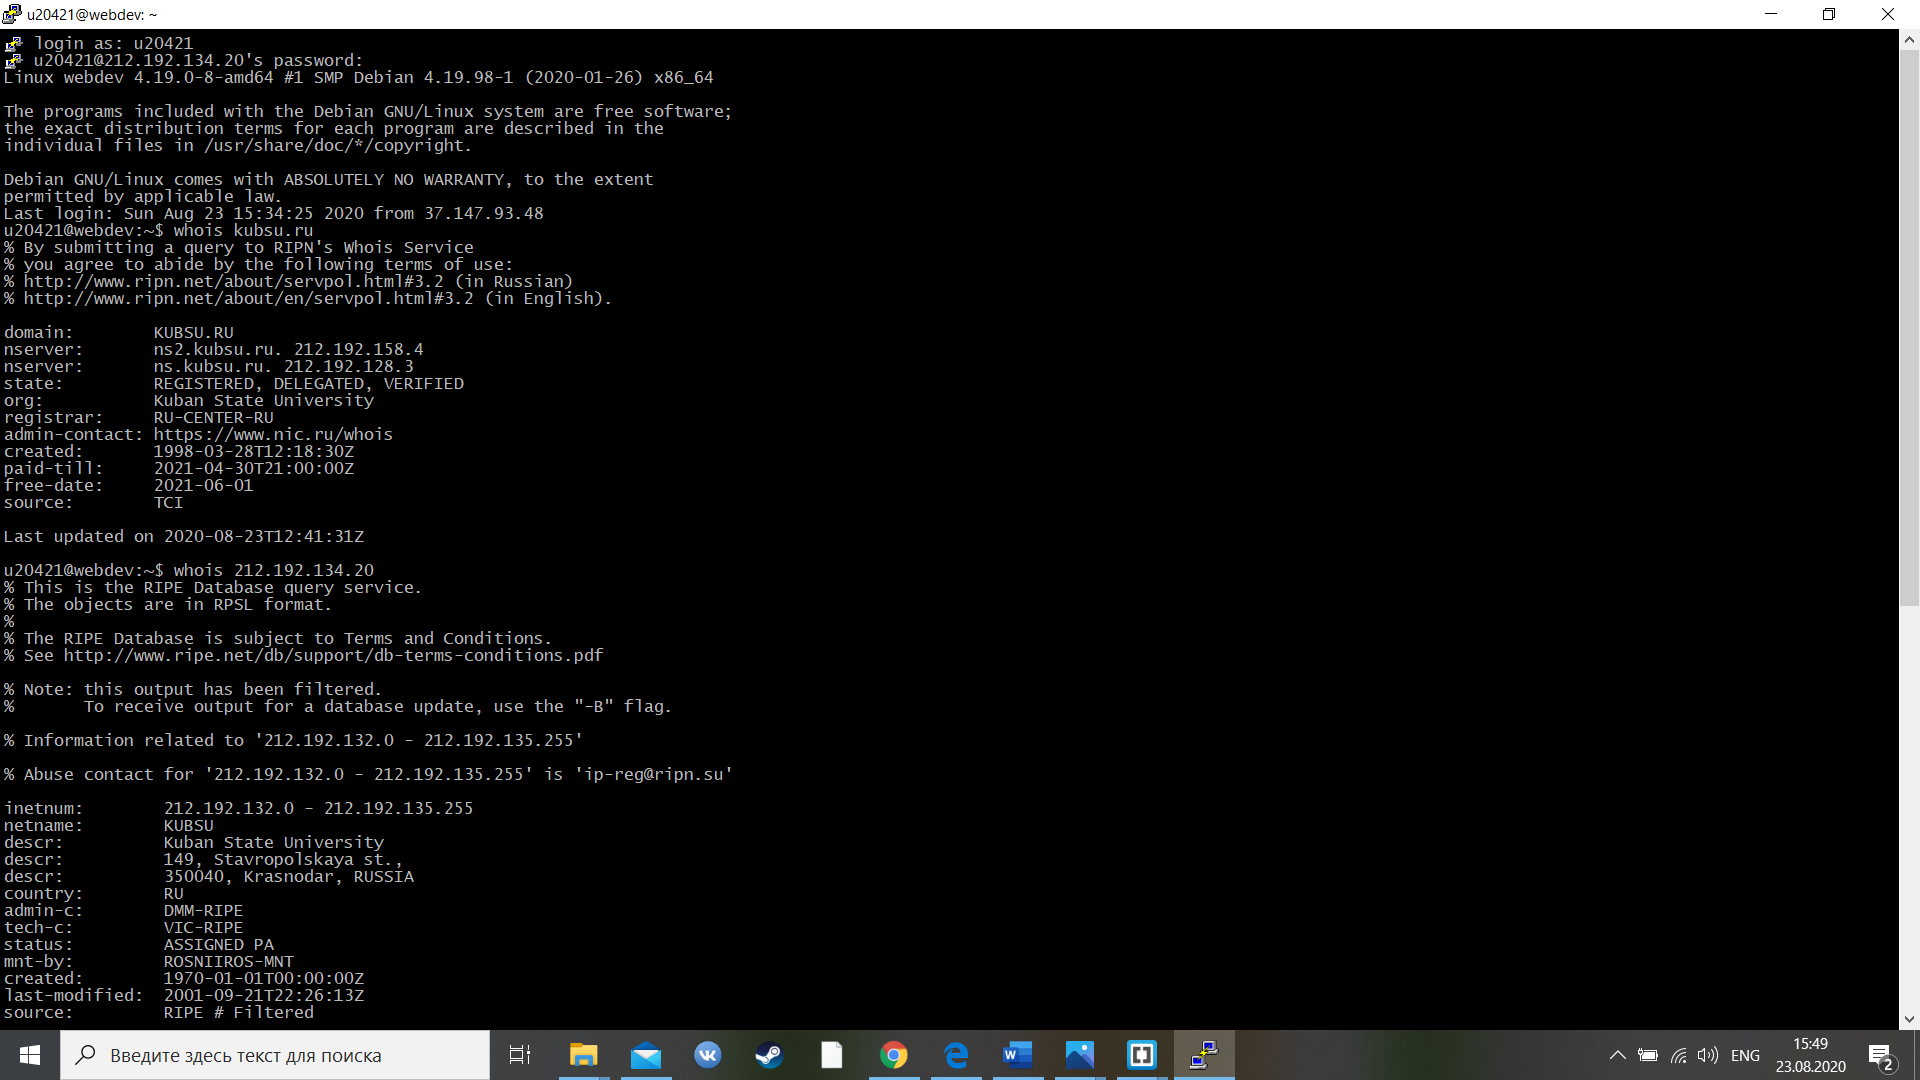 u20421@webdev: ~
login as: u20421
u20421@212.192.134.20's password:
Linux webdev 4.19.0-8-amd64 #1 SMP Debian 4.19.98-1 (2020-01-26) x86_64
The programs included with the Debian GNU/Linux system are free software;
the exact distribution terms for each program are described in the
individual files in /usr/share/doc/*/copyright.
Debian GNU/Linux comes with ABSOLUTELY NO WARRANTY, to the extent
permitted by applicable law.
Last login: Sun Aug 23 15:34:25 2020 from 37.147.93.48
u20421@webdev:~$ whois kubsu.ru
% By submitting a query to RIPN's Whois Service
% you agree to abide by the following terms of use:
% http://www.ripn.net/about/servpol.html#3.2 (in Russian)
% http://www.ripn.net/about/en/servpol.html#3.2 (in English).
domain:        KUBSU.RU
nserver:       ns2.kubsu.ru. 212.192.158.4
nserver:       ns.kubsu.ru. 212.192.128.3
state:         REGISTERED, DELEGATED, VERIFIED
org:           Kuban State University
registrar:     RU-CENTER-RU
admin-contact: https://www.nic.ru/whois
created:       1998-03-28T12:18:30Z
paid-till:     2021-04-30T21:00:00Z
free-date:     2021-06-01
source:        TCI
Last updated on 2020-08-23T12:41:31Z
u20421@webdev:~$ whois 212.192.134.20
% This is the RIPE Database query service.
% The objects are in RPSL format.
%
% The RIPE Database is subject to Terms and Conditions.
% See http://www.ripe.net/db/support/db-terms-conditions.pdf
% Note: this output has been filtered.
%       To receive output for a database update, use the "-B" flag.
% Information related to '212.192.132.0 - 212.192.135.255'
% Abuse contact for '212.192.132.0 - 212.192.135.255' is 'ip-reg@ripn.su'
inetnum:        212.192.132.0 - 212.192.135.255
netname:        KUBSU
descr:          Kuban State University
descr:          149, Stavropolskaya st.,
descr:          350040, Krasnodar, RUSSIA
country:        RU
admin-c:        DMM-RIPE
tech-c:         VIC-RIPE
status:         ASSIGNED PA
mnt-by:         ROSNIIROS-MNT
created:        1970-01-01T00:00:00Z
last-modified:  2001-09-21T22:26:13Z
source:         RIPE # Filtered
Введите здесь текст для поиска
ENG
15:49
23.08.2020
2